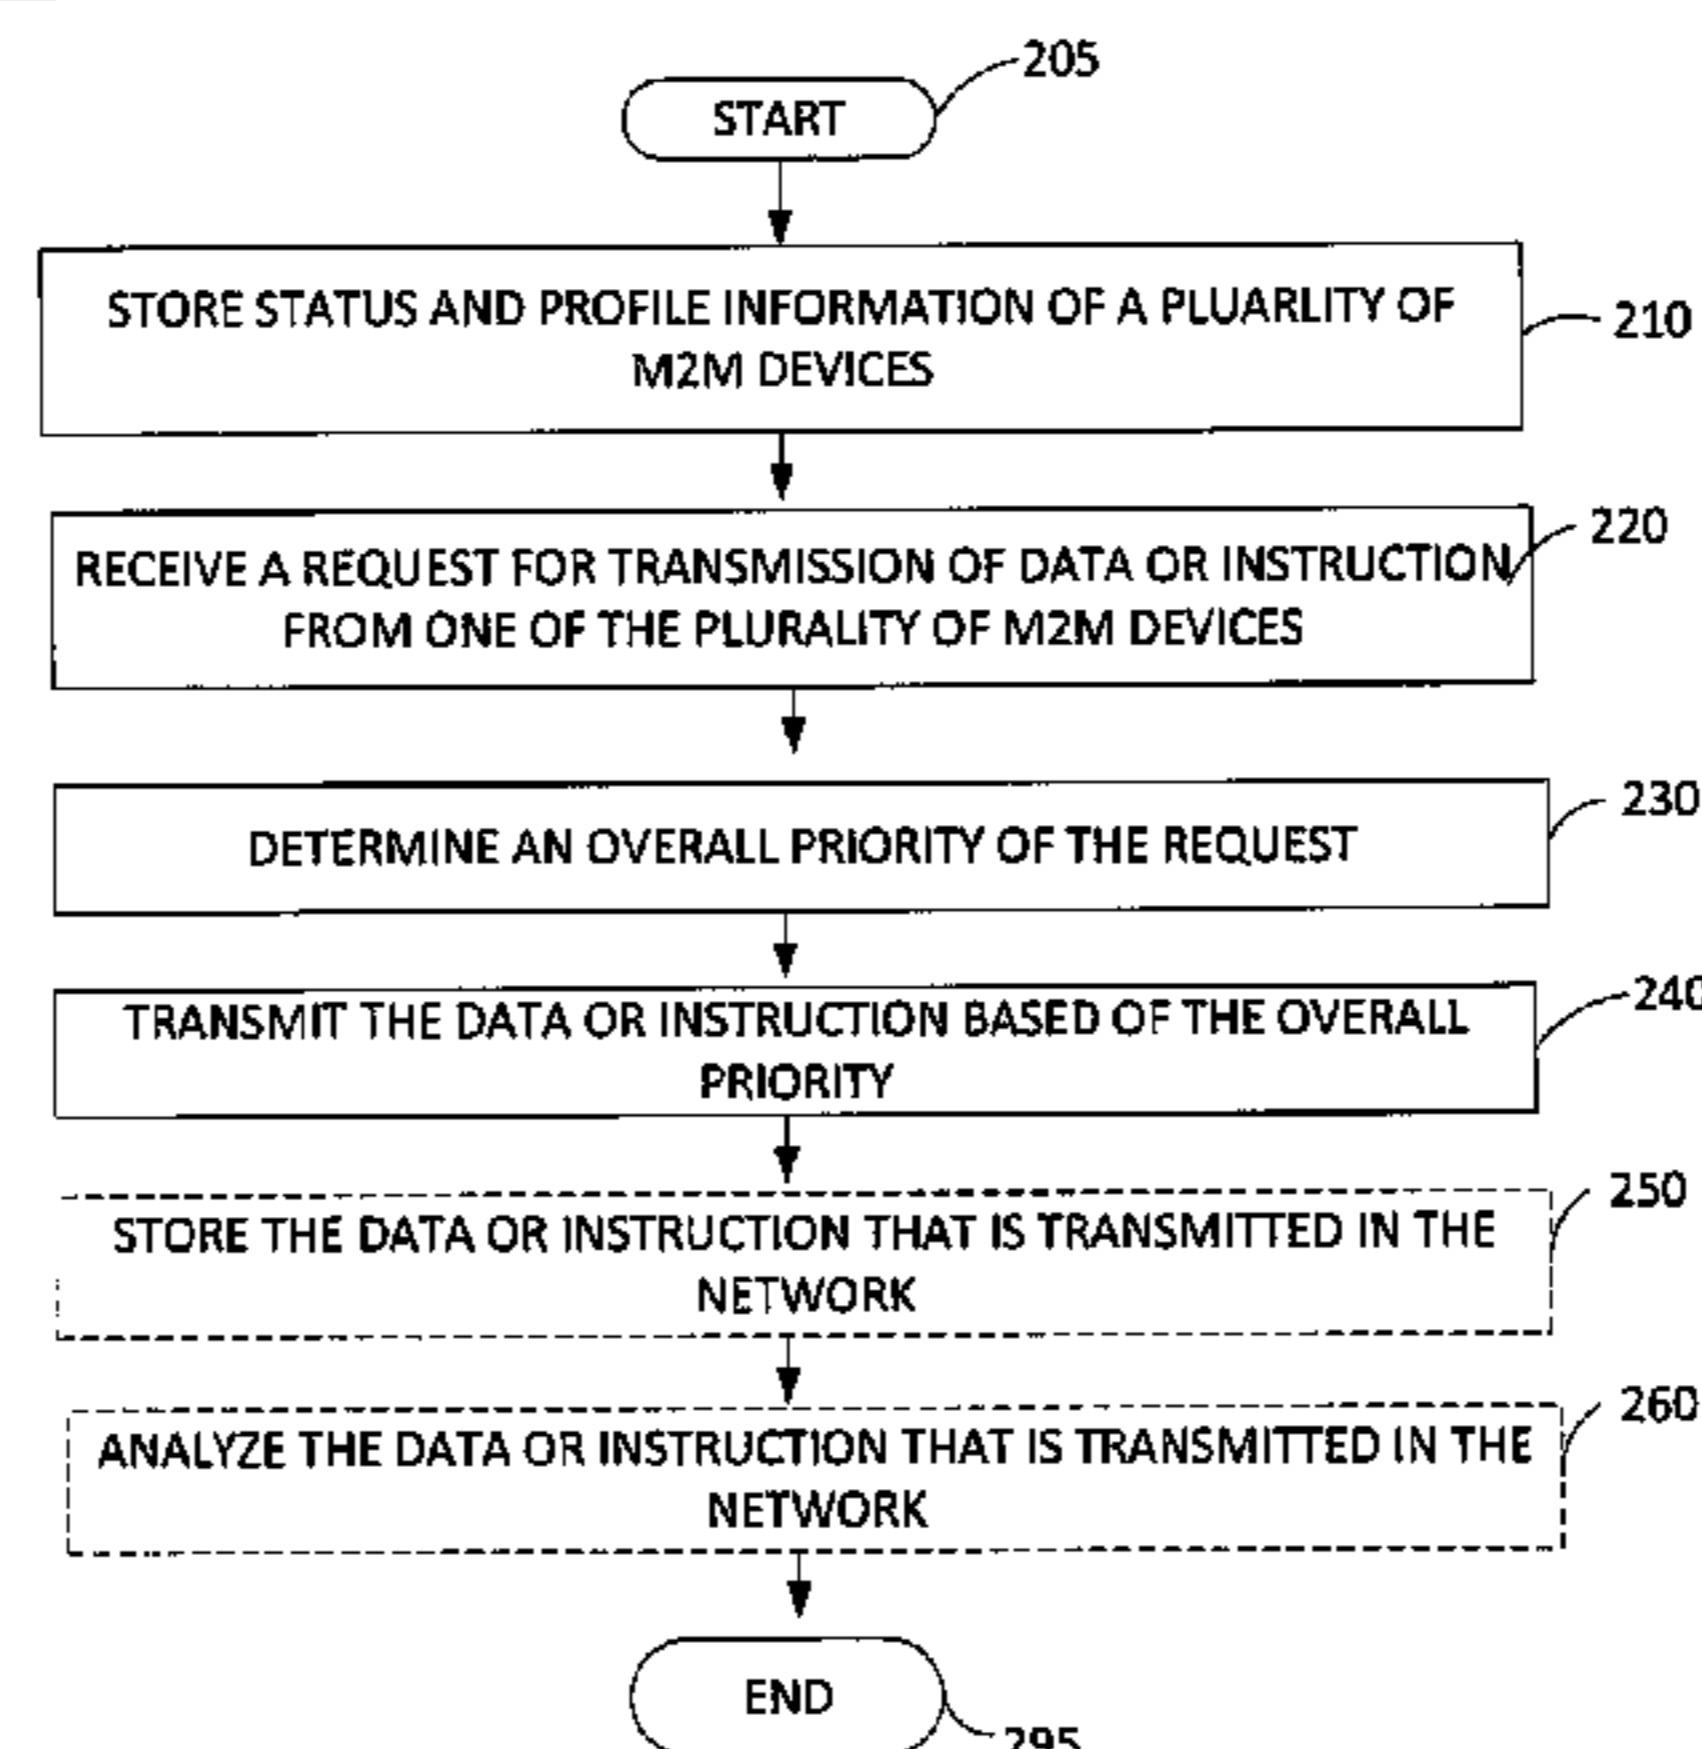 205
START
STORE STATUS AND PROFILE INFORMATION OF A PLUARLITY OF
M2M DEVICES
210
220
RECEIVE A REQUEST FOR TRANSMISSION OF DATA OR INSTRUCTION
FROM ONE OF THE PLURALITY OF M2M DEVICES
230
DETERMINE AN OVERALL PRIORITY OF THE REQUEST
240
TRANSMIT THE DATA OR INSTRUCTION BASED OF THE OVERALL
PRIORITY
250
STORE THE DATA OR INSTRUCTION THAT IS TRANSMITTED IN THE
NETWORK
260
ANALYZE THE DATA OR INSTRUCTION THAT IS TRANSMITTED IN THE
NETWORK
END
295